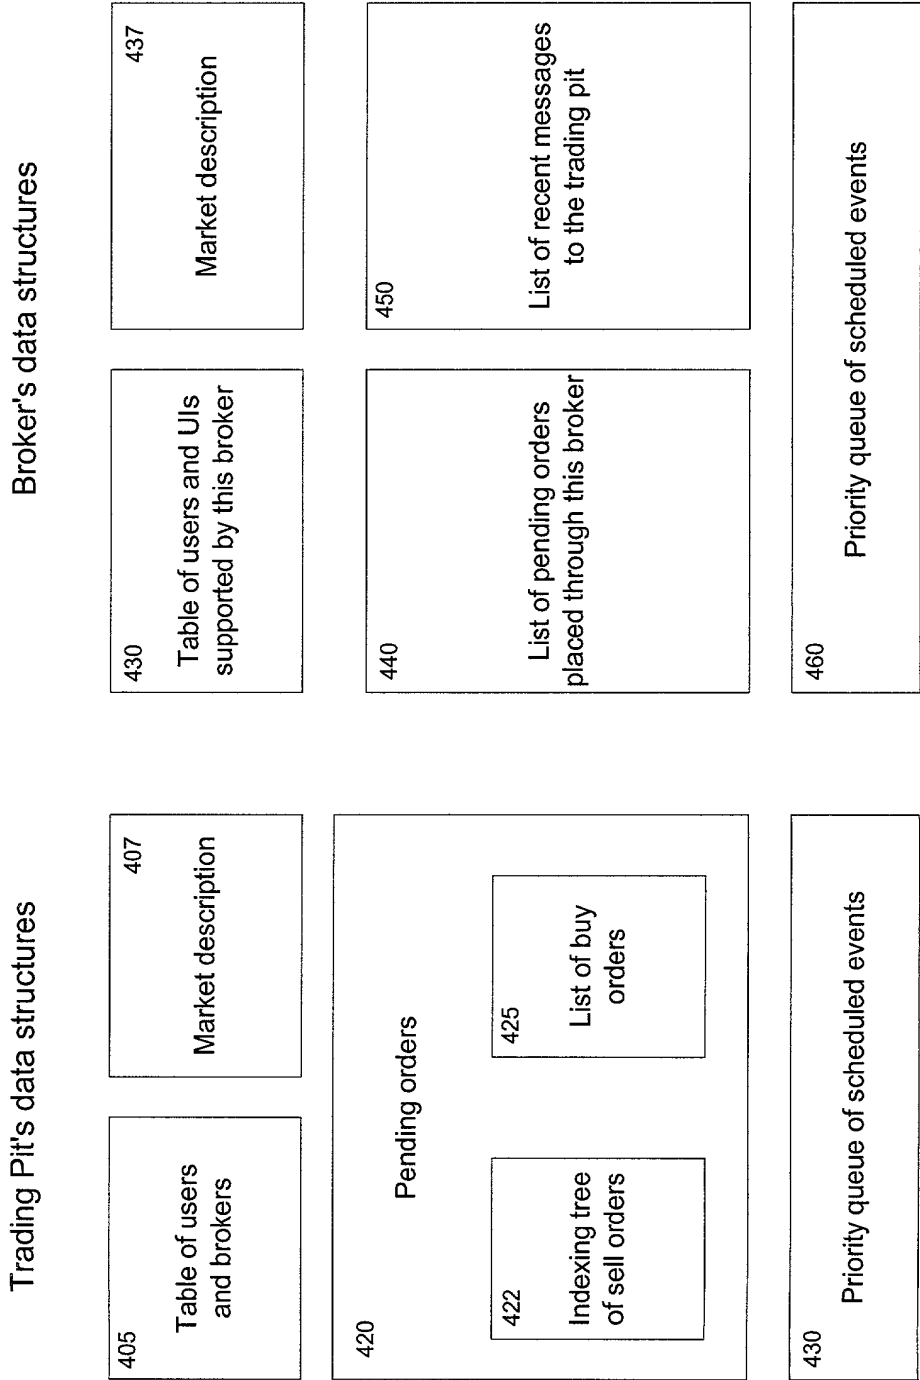 Trading Pit's data structures
405
Table of users
and brokers
407
Market description
420
Pending orders
422
Indexing tree
of sell orders
425
List of buy
orders
430
Priority queue of scheduled events
Broker's data structures
430
Table of users and UIs
supported by this broker
437
Market description
440
List of pending orders
placed through this broker
450
List of recent messages
to the trading pit
460
Priority queue of scheduled events